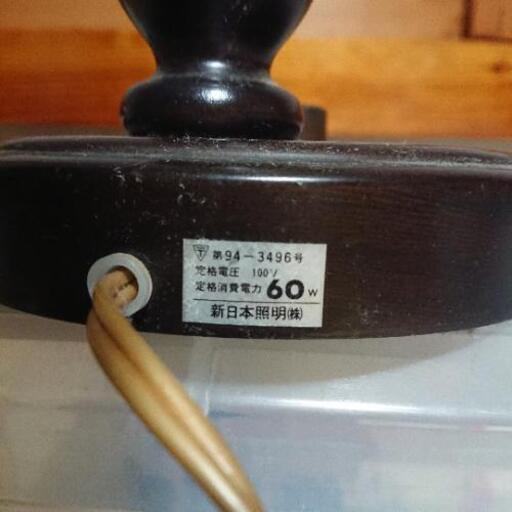 〒 第94-3496号
定格電圧 100V
定格消費電力 60W
新日本照明(株)